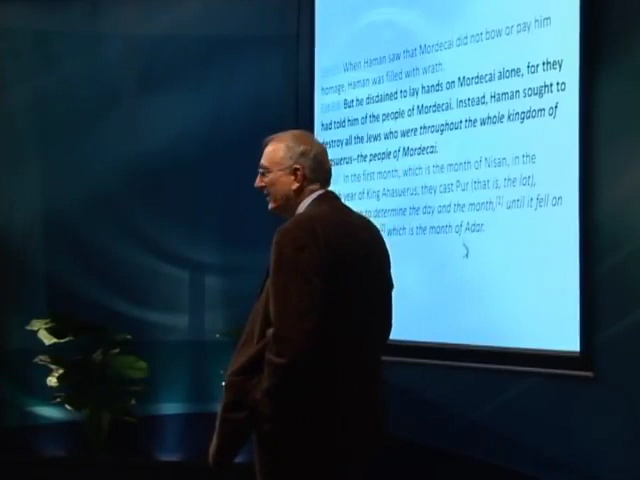 When Haman saw that Mordecai did not bow or pay him
homage, Haman was filled with wrath.
But he disdained to lay hands on Mordecai alone, for they
had told him of the people of Mordecai. Instead, Haman sought to
destroy all the Jews who were throughout the whole kingdom of
asuerus–the people of Mordecai.
In the first month, which is the month of Nisan, in the
h year of King Ahasuerus, they cast Pur (that is, the lot),
to determine the day and the month,[1] until it fell on
[2] which is the month of Adar.